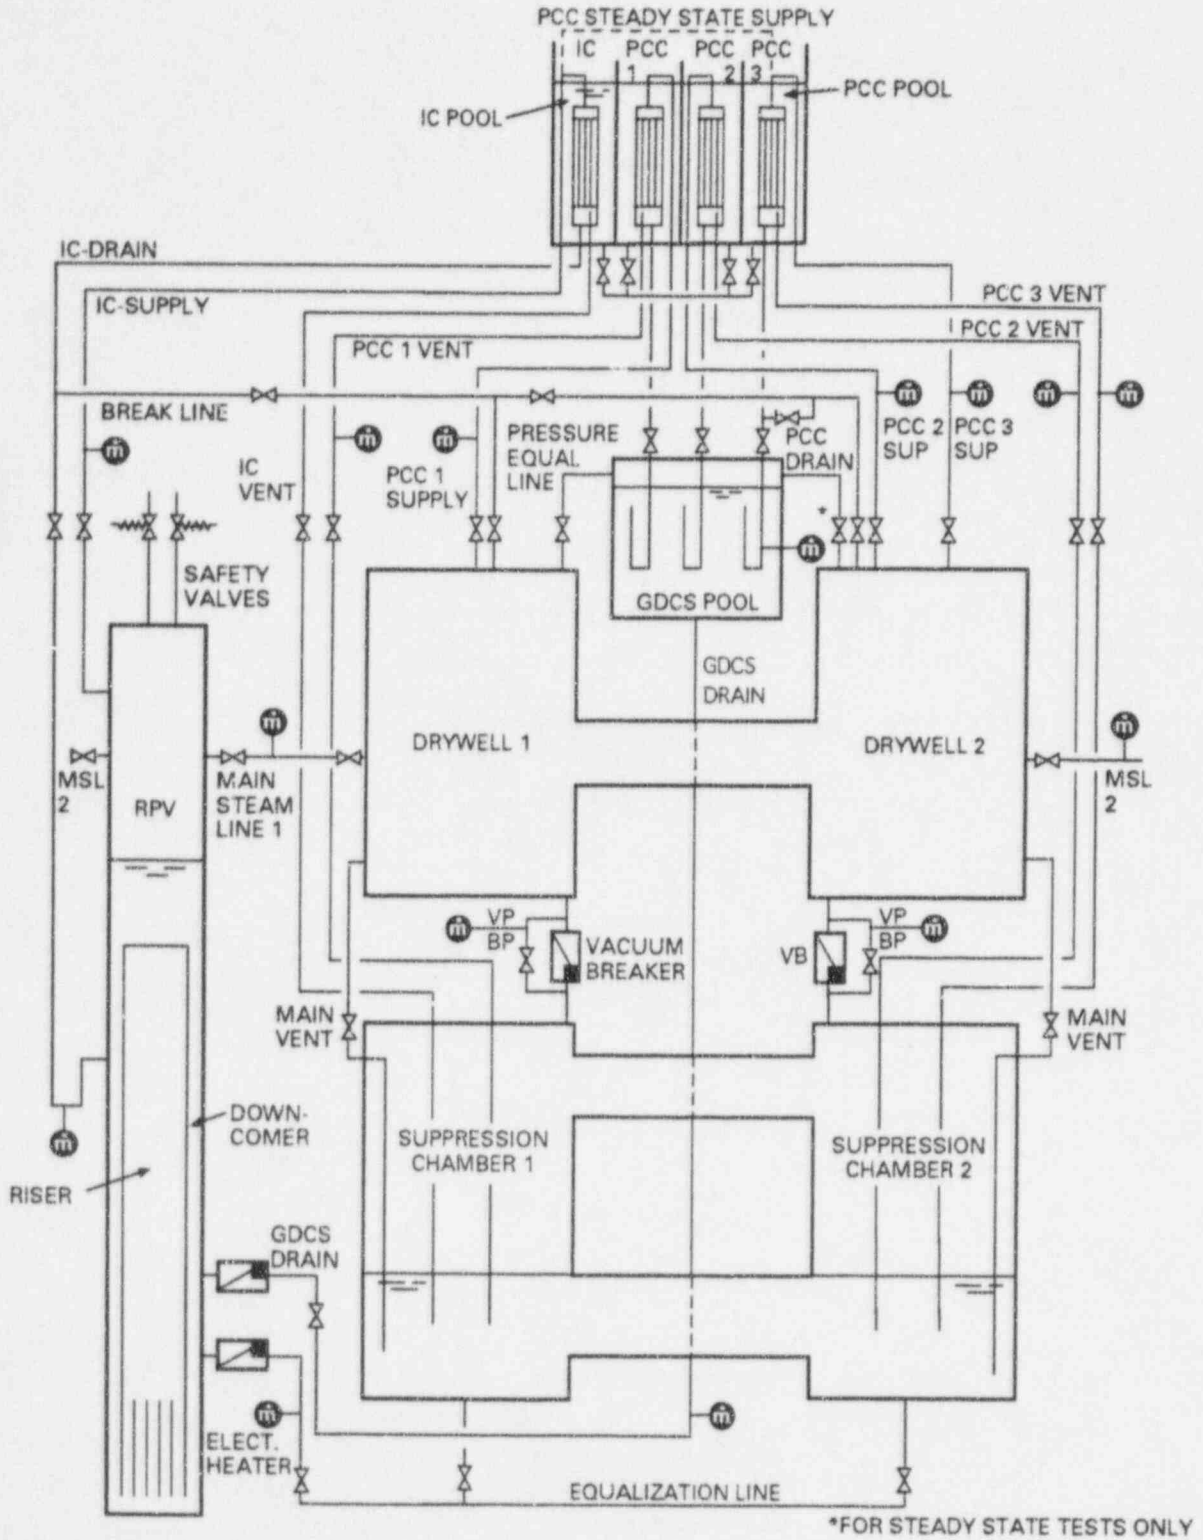 PCC STEADY STATE SUPPLY
IC
PCC
1
PCC
2
PCC
3
IC POOL
PCC POOL
IC-DRAIN
IC-SUPPLY
PCC 3 VENT
PCC 2 VENT
PCC 1 VENT
BREAK LINE
ṁ
ṁ
ṁ
ṁ
ṁ
ṁ
ṁ
PRESSURE
EQUAL
LINE
PCC
DRAIN
PCC 2
SUP
PCC 3
SUP
IC
VENT
PCC 1
SUPPLY
*
ṁ
SAFETY
VALVES
GDCS POOL
GDCS
DRAIN
ṁ
ṁ
DRYWELL 1
DRYWELL 2
MSL
2
RPV
MAIN
STEAM
LINE 1
MSL
2
ṁ
VP
BP
VACUUM
BREAKER
VB
VP
BP
ṁ
MAIN
VENT
MAIN
VENT
DOWN-
COMER
ṁ
SUPPRESSION
CHAMBER 1
SUPPRESSION
CHAMBER 2
RISER
GDCS
DRAIN
ṁ
ṁ
ELECT.
HEATER
EQUALIZATION LINE
*FOR STEADY STATE TESTS ONLY